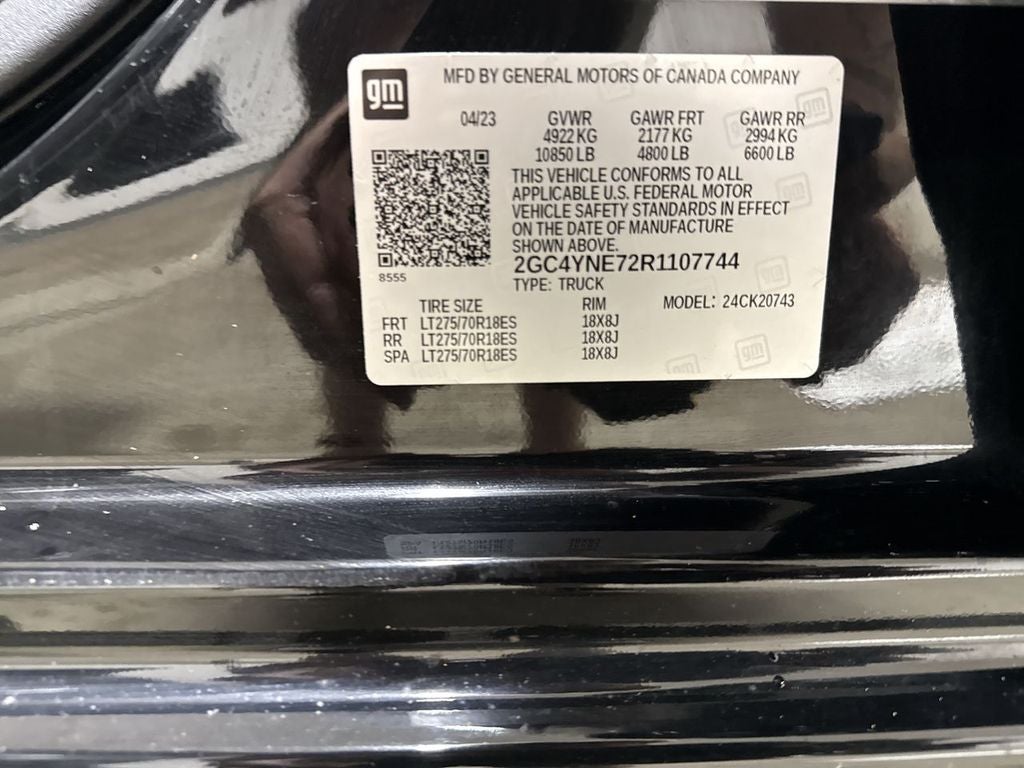 gm
MFD BY GENERAL MOTORS OF CANADA COMPANY
04/23 GVWR GAWR FRT GAWR RR
4922 KG 2177 KG 2994 KG
10850 LB 4800 LB 6600 LB
THIS VEHICLE CONFORMS TO ALL
APPLICABLE U.S. FEDERAL MOTOR
VEHICLE SAFETY STANDARDS IN EFFECT
ON THE DATE OF MANUFACTURE
SHOWN ABOVE.
8555
2GC4YNE72R1107744
TYPE: TRUCK
TIRE SIZE RIM MODEL: 24CK20743
FRT LT275/70R18ES 18X8J
RR LT275/70R18ES 18X8J
SPA LT275/70R18ES 18X8J